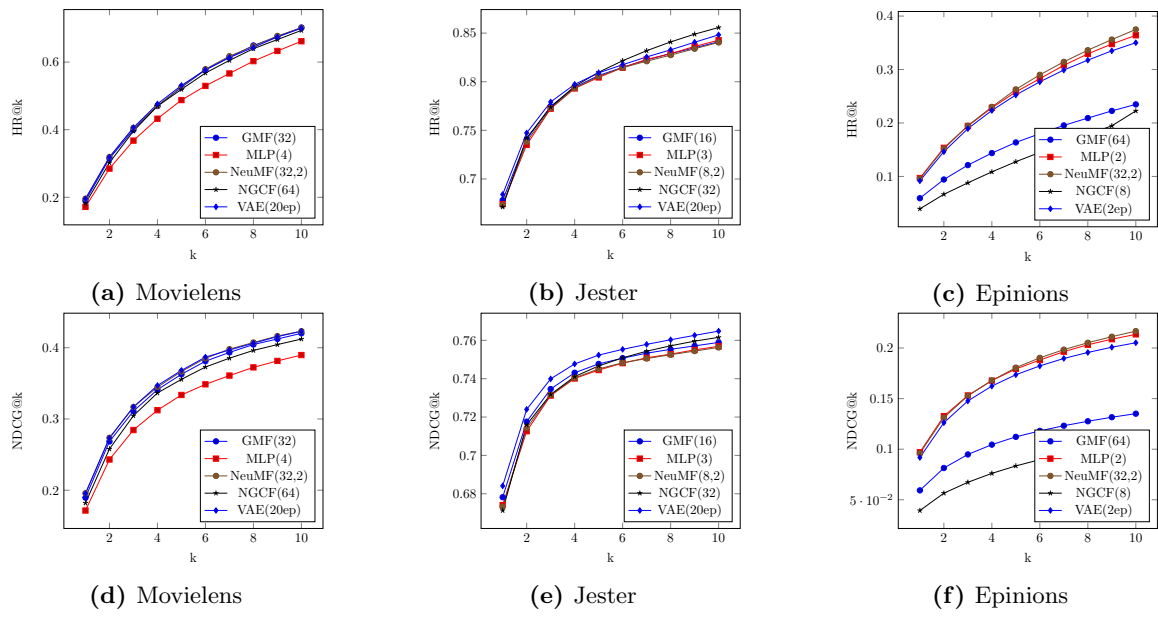 0.6
0.4
0.2
HR@k
GMF(32)
MLP(4)
NeuMF(32,2)
NGCF(64)
VAE(20ep)
2 4 6 8 10
k
(a) Movielens
0.85
0.8
0.75
0.7
HR@k
GMF(16)
MLP(3)
NeuMF(8,2)
NGCF(32)
VAE(20ep)
2 4 6 8 10
k
(b) Jester
0.4
0.3
0.2
0.1
HR@k
GMF(64)
MLP(2)
NeuMF(32,2)
NGCF(8)
VAE(2ep)
2 4 6 8 10
k
(c) Epinions
0.4
0.3
0.2
NDCG@k
GMF(32)
MLP(4)
NeuMF(32,2)
NGCF(64)
VAE(20ep)
2 4 6 8 10
k
(d) Movielens
0.76
0.74
0.72
0.7
0.68
NDCG@k
GMF(16)
MLP(3)
NeuMF(8,2)
NGCF(32)
VAE(20ep)
2 4 6 8 10
k
(e) Jester
0.2
0.15
0.1
5 · 10⁻²
NDCG@k
GMF(64)
MLP(2)
NeuMF(32,2)
NGCF(8)
VAE(2ep)
2 4 6 8 10
k
(f) Epinions